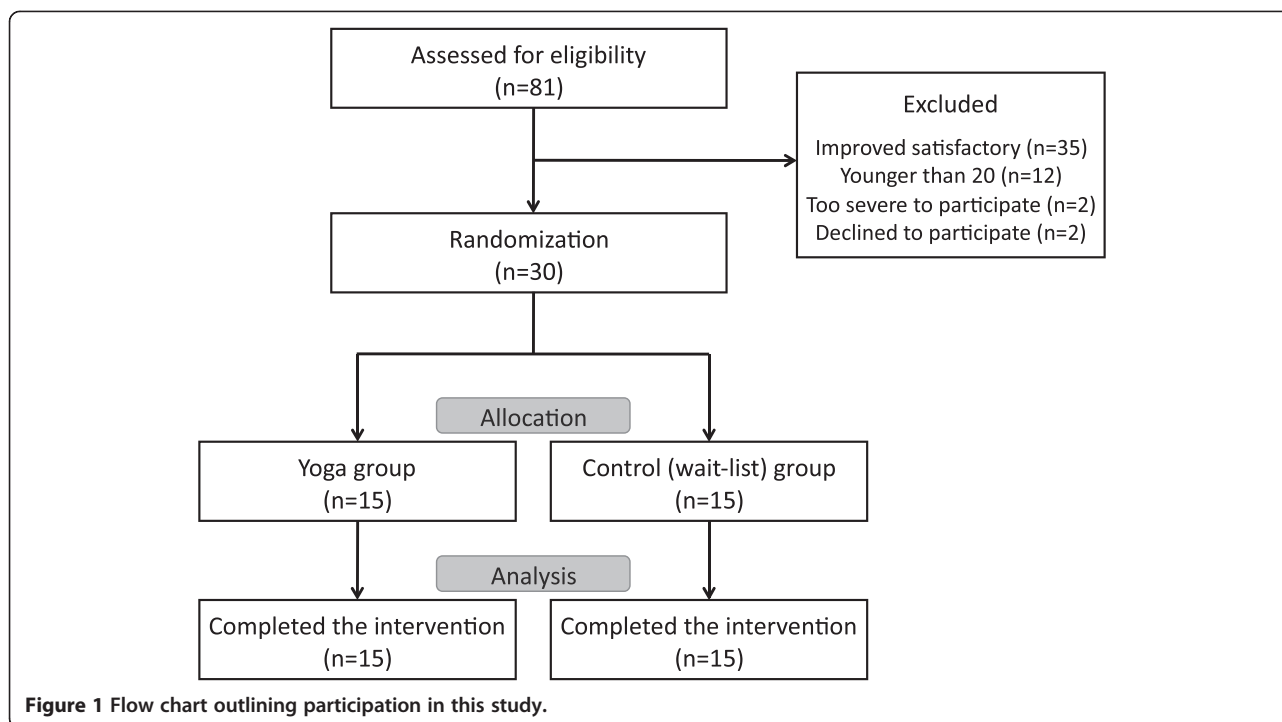 Assessed for eligibility
(n=81)
Excluded
Improved satisfactory (n=35)
Younger than 20 (n=12)
Too severe to participate (n=2)
Declined to participate (n=2)
Randomization
(n=30)
Allocation
Yoga group
(n=15)
Control (wait-list) group
(n=15)
Analysis
Completed the intervention
(n=15)
Completed the intervention
(n=15)
Figure 1 Flow chart outlining participation in this study.